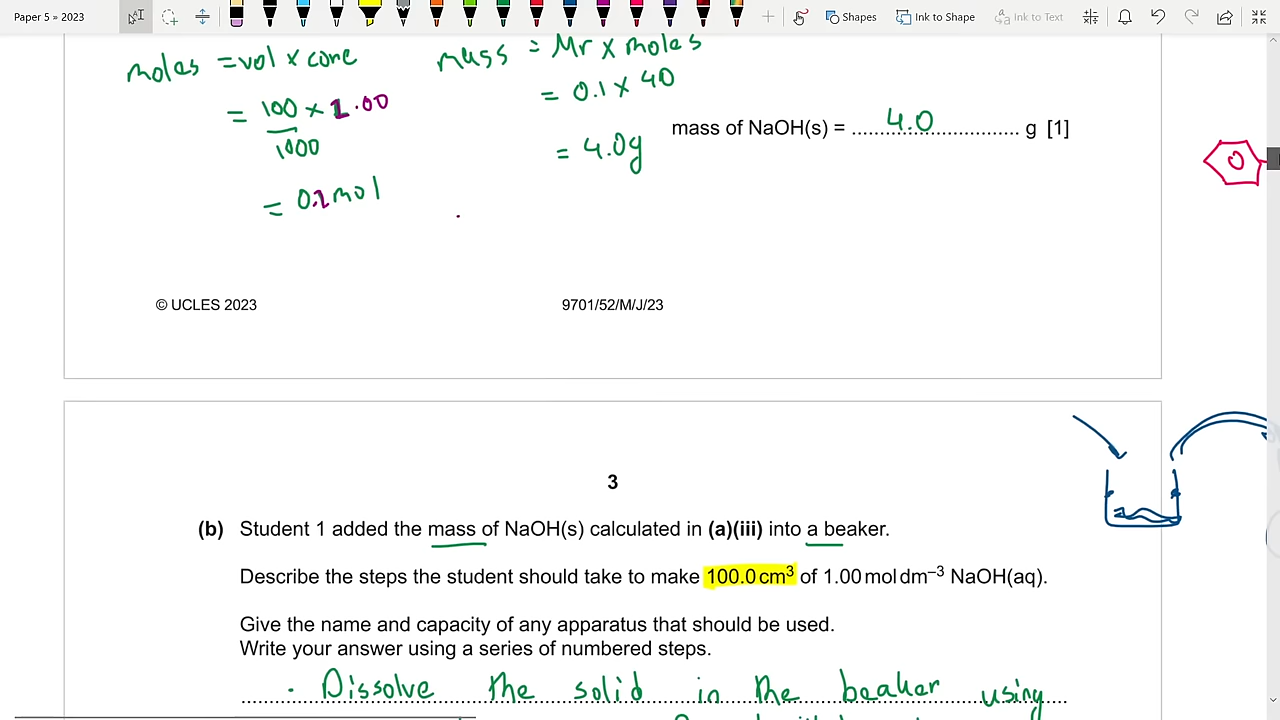 Paper 5 » 2023
Shapes
Ink to Shape
Ink to Text
moles = vol x conc
= 100 x 1.00
1000
= 0.1 mol
mass = Mr x moles
= 0.1 x 40
= 4.0g
mass of NaOH(s) = 4.0 g [1]
© UCLES 2023
9701/52/M/J/23
3
(b) Student 1 added the mass of NaOH(s) calculated in (a)(iii) into a beaker.
Describe the steps the student should take to make 100.0 cm³ of 1.00 mol dm⁻³ NaOH(aq).
Give the name and capacity of any apparatus that should be used.
Write your answer using a series of numbered steps.
· Dissolve the solid in the beaker using